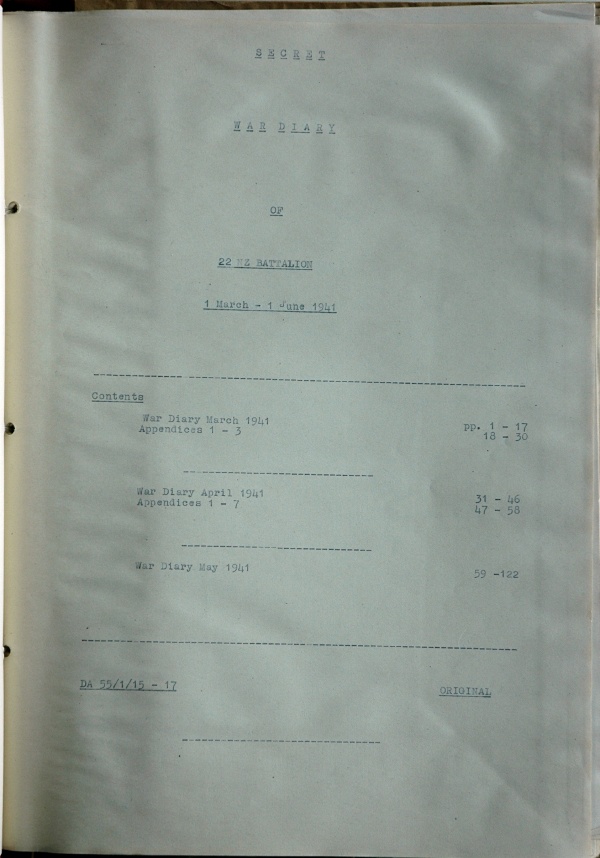 SECRET
WAR DIARY
OF
22 NZ BATTALION
1 March - 1 June 1941
Contents
War Diary March 1941 pp. 1 - 17
Appendices 1 - 3 18 - 30
War Diary April 1941 31 - 46
Appendices 1 - 7 47 - 58
War Diary May 1941 59 -122
DA 55/1/15 - 17 ORIGINAL